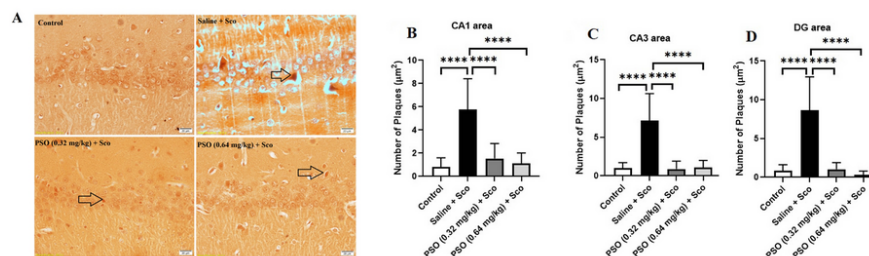 A
Control
Saline + Sco
PSO (0.32 mg/kg) + Sco
PSO (0.64 mg/kg) + Sco
B
CA1 area
****
**** ****
Number of Plaques (µm²)
10
8
6
4
2
0
Control
Saline + Sco
PSO (0.32 mg/kg) + Sco
PSO (0.64 mg/kg) + Sco
C
CA3 area
****
**** ****
Number of Plaques (µm²)
15
10
5
0
Control
Saline + Sco
PSO (0.32 mg/kg) + Sco
PSO (0.64 mg/kg) + Sco
D
DG area
****
**** ****
Number of Plaques (µm²)
15
10
5
0
Control
Saline + Sco
PSO (0.32 mg/kg) + Sco
PSO (0.64 mg/kg) + Sco